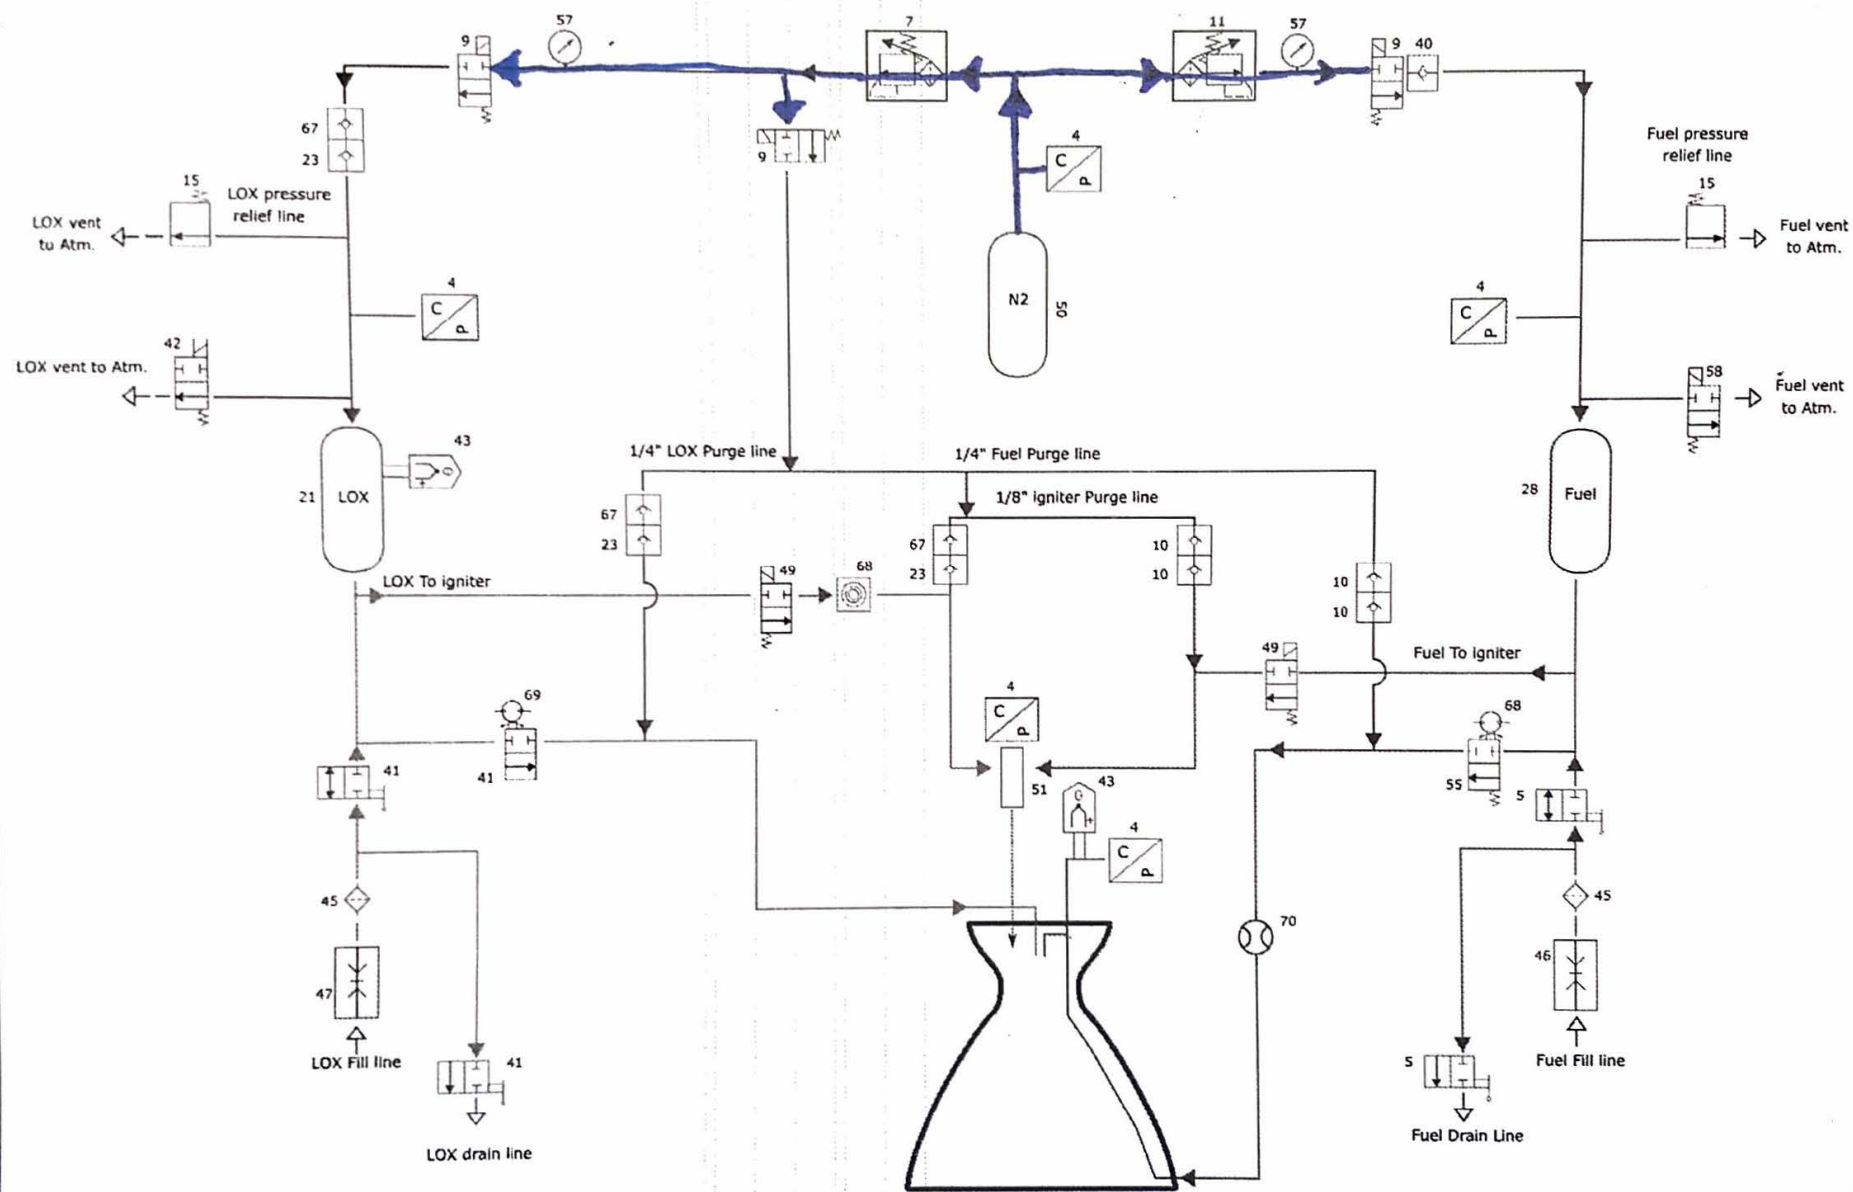 57
7
11
57
9
9
40
67
23
9
4
C
P
Fuel pressure
relief line
15
LOX pressure
relief line
15
LOX vent
to Atm.
Fuel vent
to Atm.
N2
50
4
C
P
4
C
P
42
LOX vent to Atm.
58
Fuel vent
to Atm.
43
θ
21
LOX
1/4" LOX Purge line
1/4" Fuel Purge line
28
Fuel
1/8" igniter Purge line
67
23
67
23
10
10
10
10
LOX To igniter
49
68
49
Fuel To igniter
4
C
P
69
68
41
41
51
43
θ
55
5
4
C
P
45
70
45
47
46
LOX Fill line
41
5
Fuel Fill line
LOX drain line
Fuel Drain Line